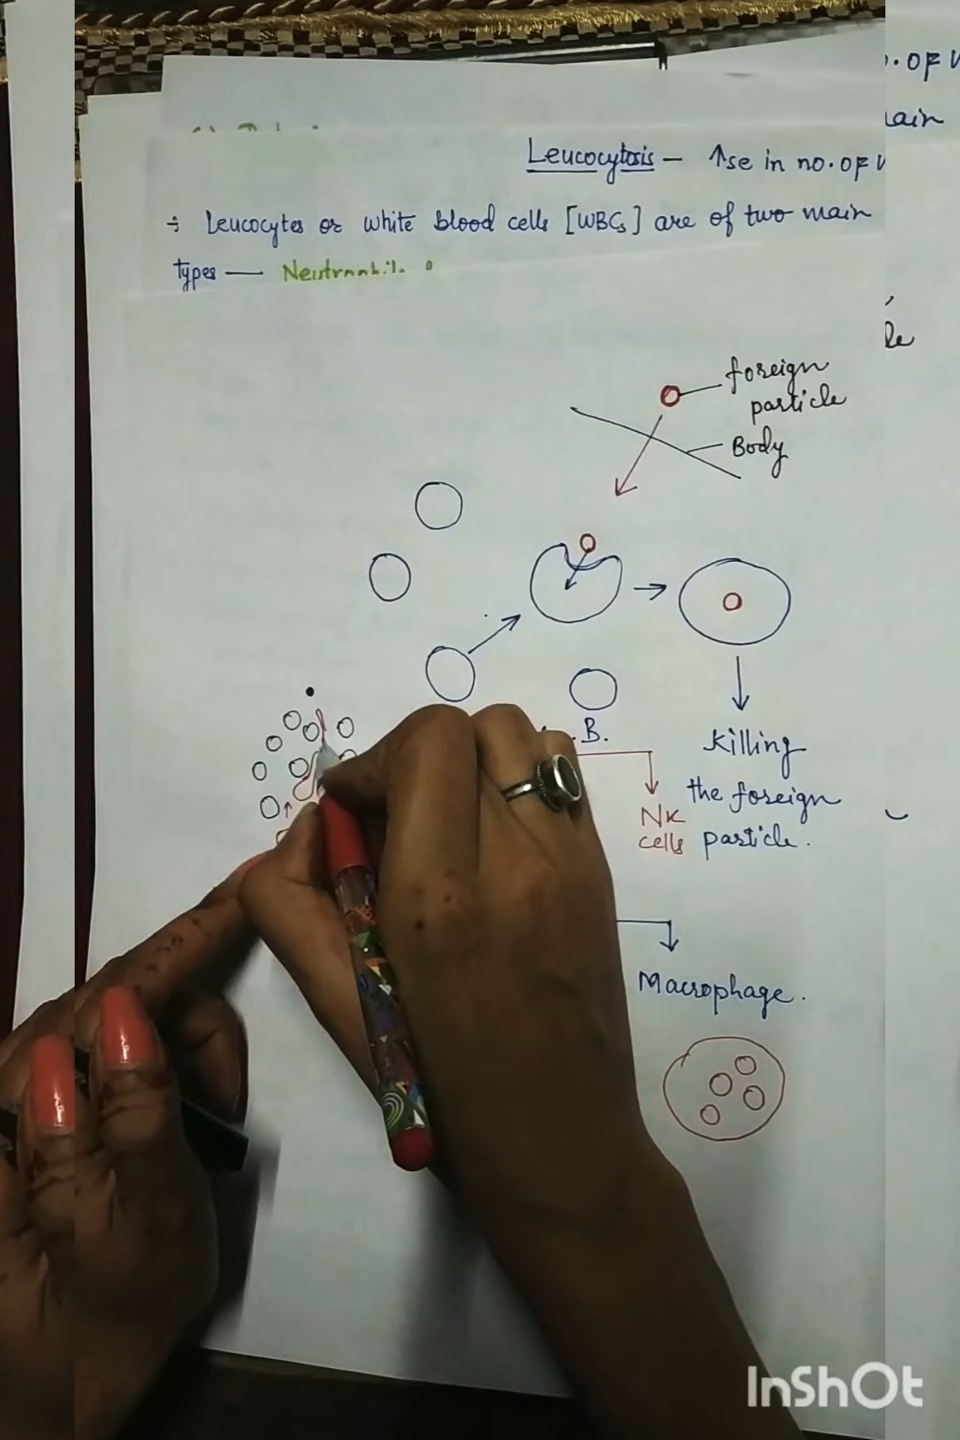 Leucocytosis — ↑se in no. of
÷ Leucocytes or white blood cells [WBCs] are of two main
types — Neutrophil
foreign
particle
Body
B.
Killing
the foreign
particle.
NK
cells
Macrophage.
InShOt